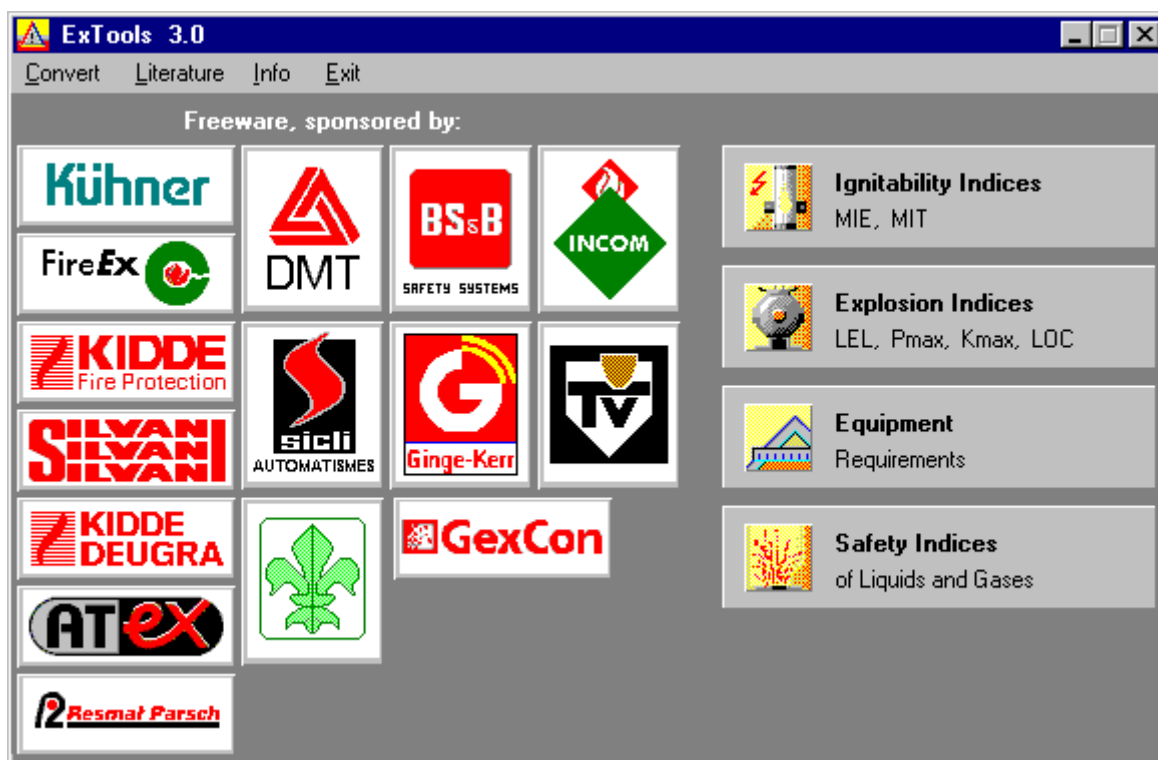 ExTools 3.0
Convert Literature Info Exit
Freeware, sponsored by:
Kühner
FireEx
KIDDE
Fire Protection
SILVANI
SILVANI
KIDDE
DEUGRA
ATex
Resmat Parsch
DMT
sicli
AUTOMATISMES
BS&B
SAFETY SYSTEMS
G
Ginge-Kerr
INCOM
TV
GexCon
Ignitability Indices
MIE, MIT
Explosion Indices
LEL, Pmax, Kmax, LOC
Equipment
Requirements
Safety Indices
of Liquids and Gases